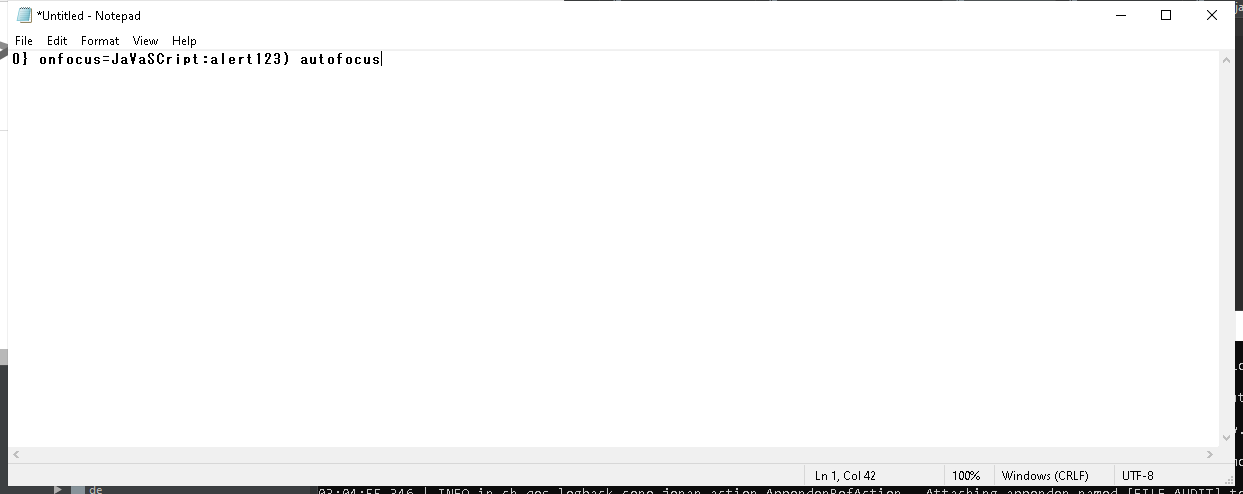 *Untitled - Notepad
File Edit Format View Help
0} onfocus=JaVaSCript:alert123) autofocus
Ln 1, Col 42 100% Windows (CRLF) UTF-8
de 03:04:55,346 | INFO in ch.qos.logback.core.joran.action.AppenderRefAction - Attaching appender named [FILE_AUDIT] t